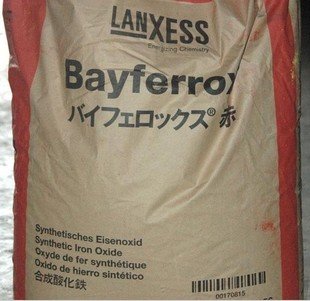 LANXESS
Energizing Chemistry
Bayferrox
バイフェロックス® 赤
Synthetisches Eisenoxid
Synthetic Iron Oxide
Oxyde de fer synthétique
Oxido de hierro sintético
合成酸化鉄
00170815